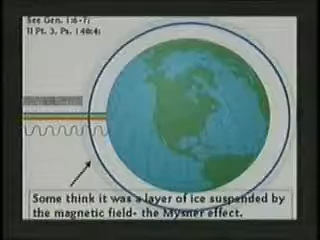 See Gen. 1:6-7;
II Pt. 3, Ps. 148:4;
Some think it was a layer of ice suspended by
the magnetic field- the Mysner effect.